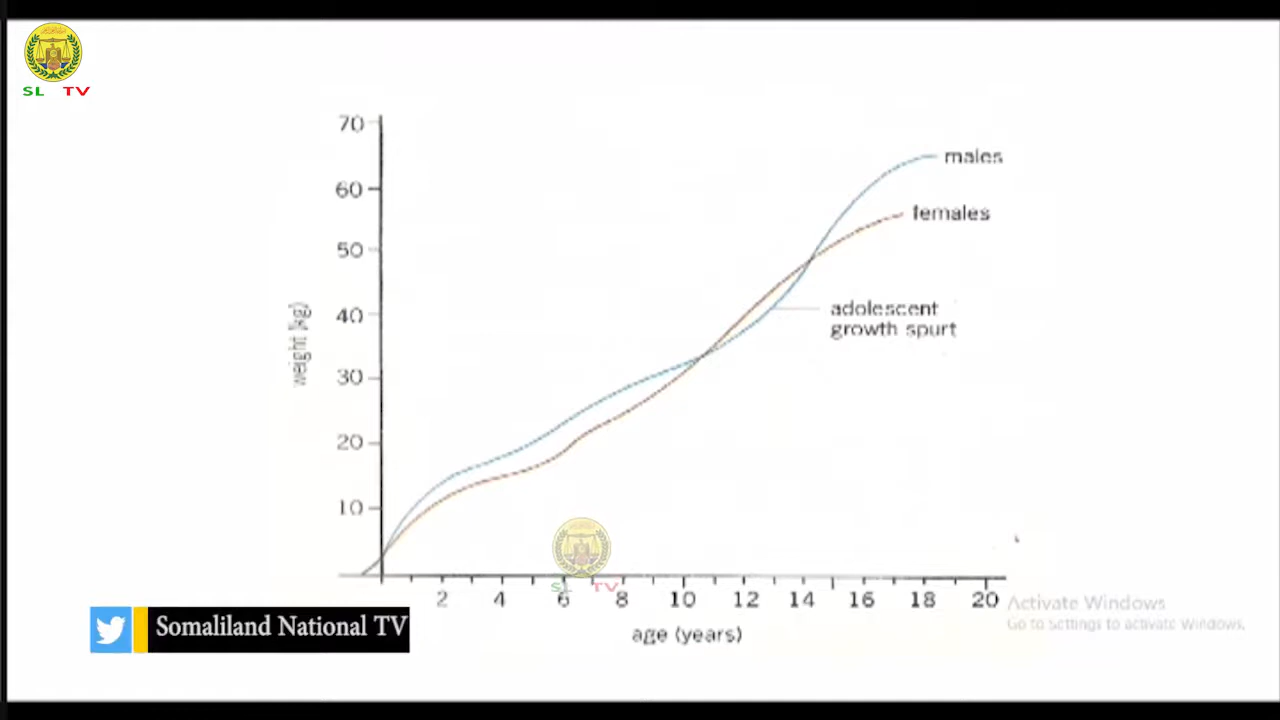 SL TV
70
60
50
40
30
20
10
weight (kg)
males
females
adolescent
growth spurt
SL TV
2 4 6 8 10 12 14 16 18 20
age (years)
Activate Windows
Go to Settings to activate Windows.
Somaliland National TV